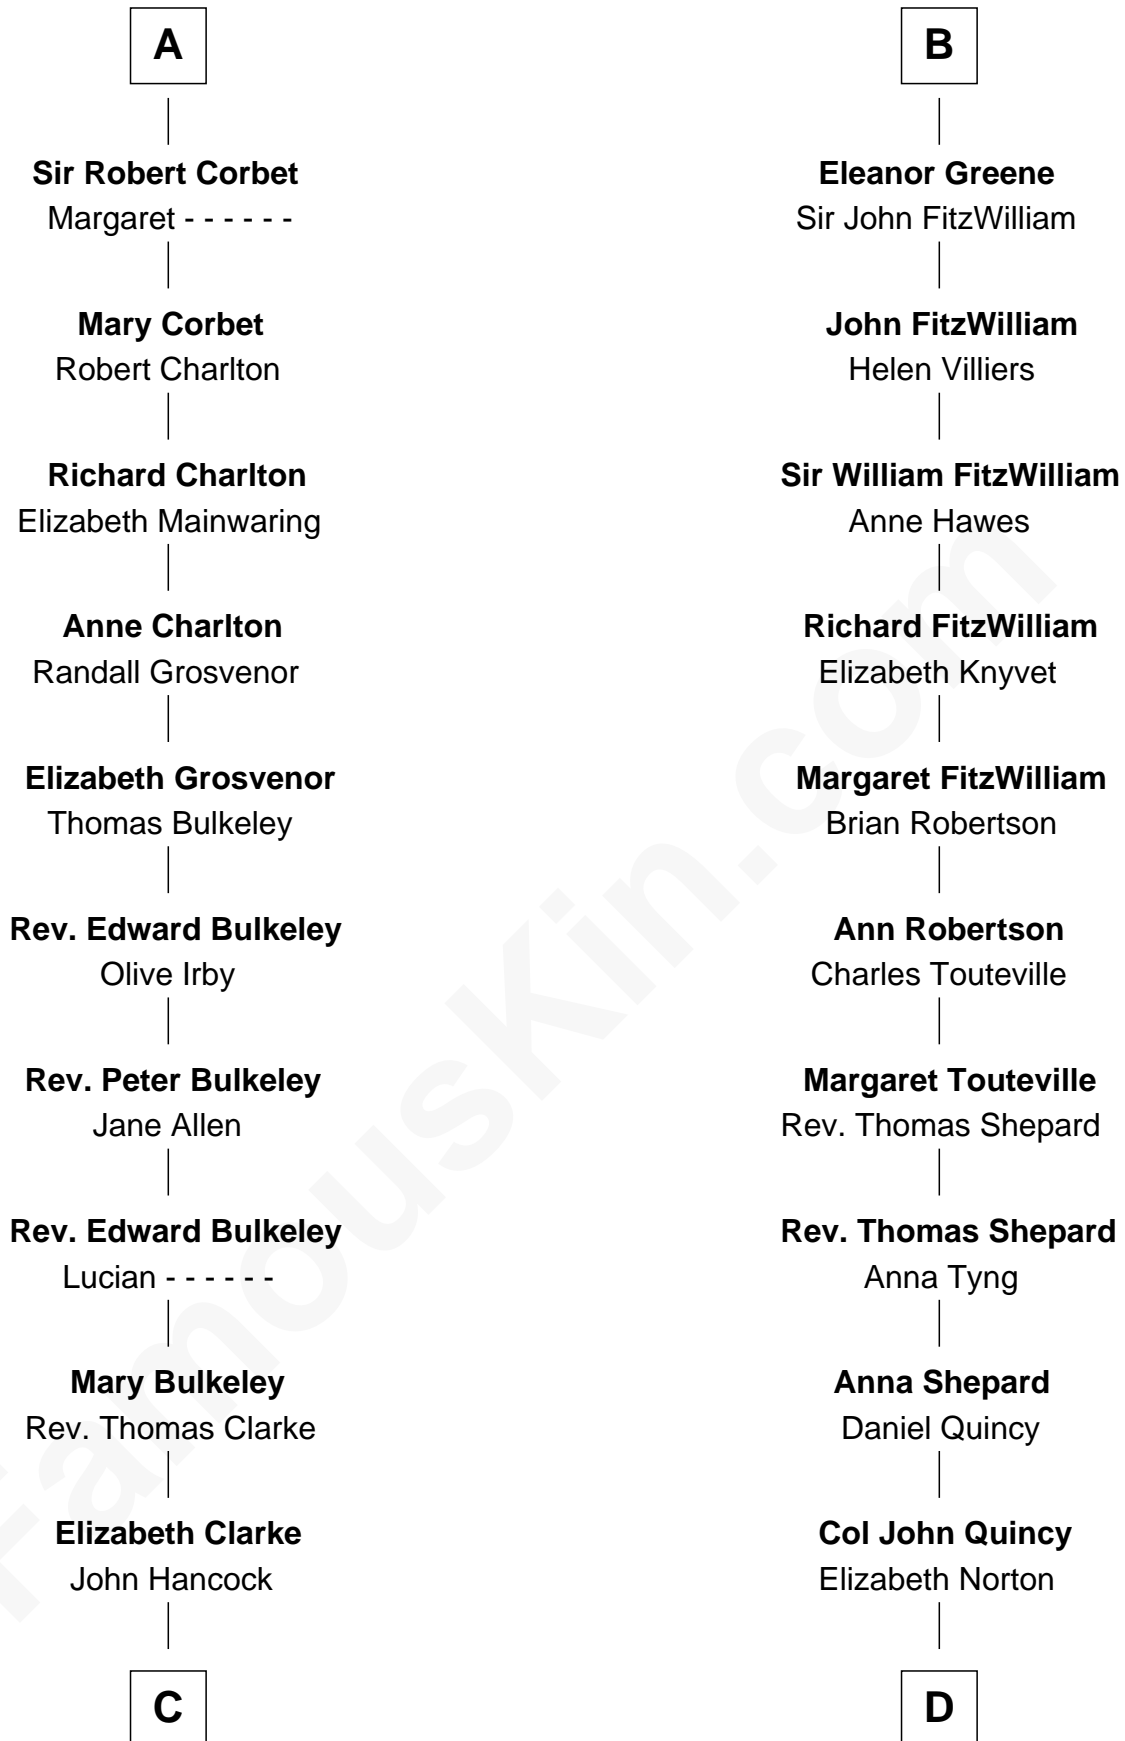 A
Sir Robert Corbet
Margaret - - - - - -
Mary Corbet
Robert Charlton
Richard Charlton
Elizabeth Mainwaring
Anne Charlton
Randall Grosvenor
Elizabeth Grosvenor
Thomas Bulkeley
Rev. Edward Bulkeley
Olive Irby
Rev. Peter Bulkeley
Jane Allen
Rev. Edward Bulkeley
Lucian - - - - - -
Mary Bulkeley
Rev. Thomas Clarke
Elizabeth Clarke
John Hancock
C
B
Eleanor Greene
Sir John FitzWilliam
John FitzWilliam
Helen Villiers
Sir William FitzWilliam
Anne Hawes
Richard FitzWilliam
Elizabeth Knyvet
Margaret FitzWilliam
Brian Robertson
Ann Robertson
Charles Touteville
Margaret Touteville
Rev. Thomas Shepard
Rev. Thomas Shepard
Anna Tyng
Anna Shepard
Daniel Quincy
Col John Quincy
Elizabeth Norton
D
FamousKin.com